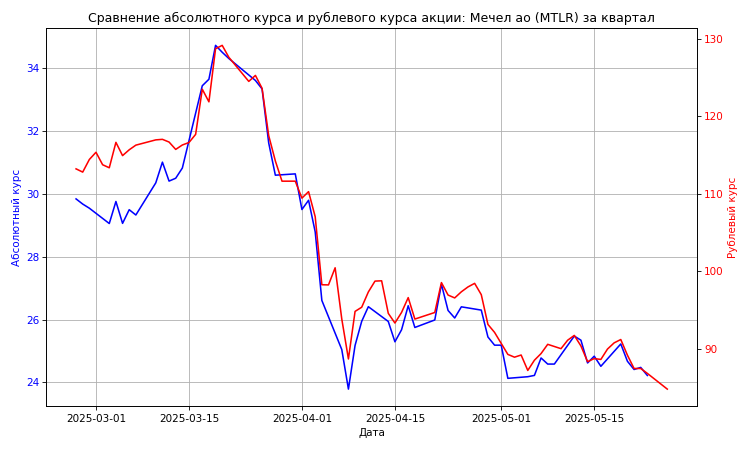 Сравнение абсолютного курса и рублевого курса акции: Мечел ао (MTLR) за квартал
130
34
120
32
Абсолютный курс
30
110
Рублевый курс
28
100
26
90
24
2025-03-01 2025-03-15 2025-04-01 2025-04-15 2025-05-01 2025-05-15
Дата